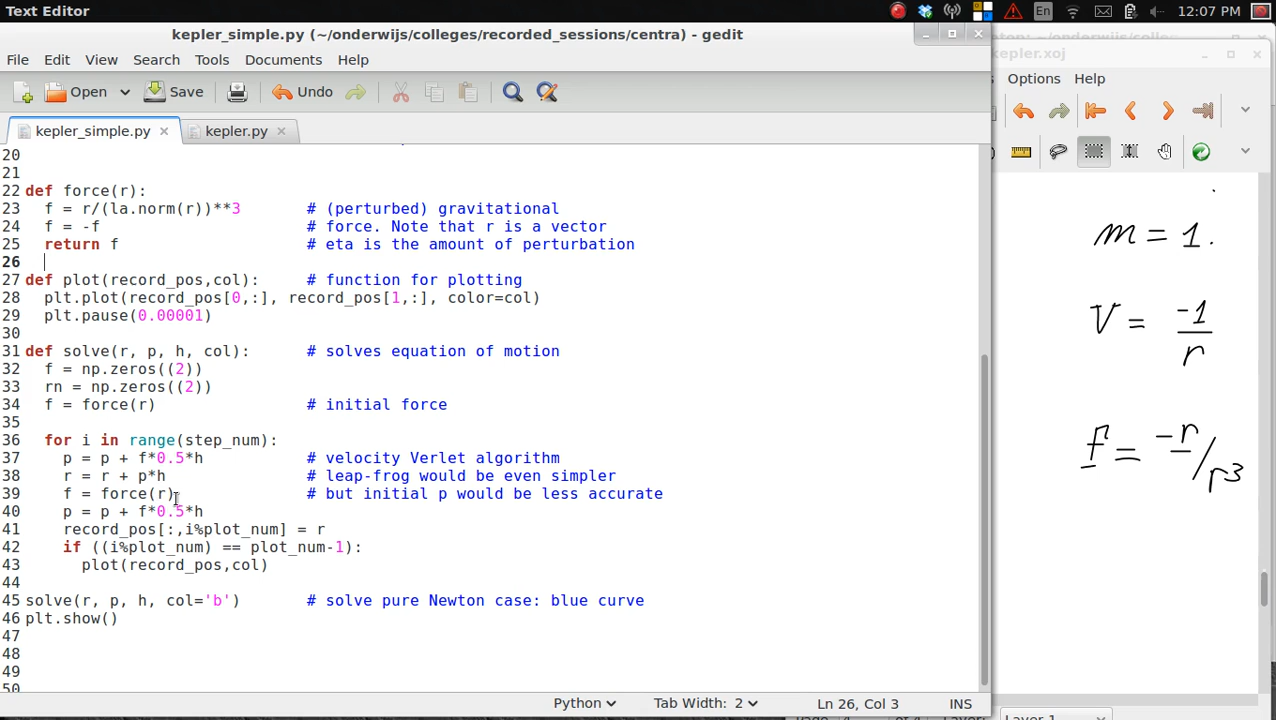 Text Editor
En
12:07 PM
kepler_simple.py (~/onderwijs/colleges/recorded_sessions/centra) - gedit
kepler.xoj
File Edit View Search Tools Documents Help
Options Help
Open Save Undo
kepler_simple.py kepler.py
20
21
22 def force(r):
23 f = r/(la.norm(r))**3 # (perturbed) gravitational
24 f = -f # force. Note that r is a vector
25 return f # eta is the amount of perturbation
26
27 def plot(record_pos,col): # function for plotting
28 plt.plot(record_pos[0,:], record_pos[1,:], color=col)
29 plt.pause(0.00001)
30
31 def solve(r, p, h, col): # solves equation of motion
32 f = np.zeros((2))
33 rn = np.zeros((2))
34 f = force(r) # initial force
35
36 for i in range(step_num):
37 p = p + f*0.5*h # velocity Verlet algorithm
38 r = r + p*h # leap-frog would be even simpler
39 f = force(r) # but initial p would be less accurate
40 p = p + f*0.5*h
41 record_pos[:,i%plot_num] = r
42 if ((i%plot_num) == plot_num-1):
43 plot(record_pos,col)
44
45 solve(r, p, h, col='b') # solve pure Newton case: blue curve
46 plt.show()
47
48
49
50
m = 1.
V = -1/r
f = -r/r3
Python Tab Width: 2 Ln 26, Col 3 INS
Layer 1